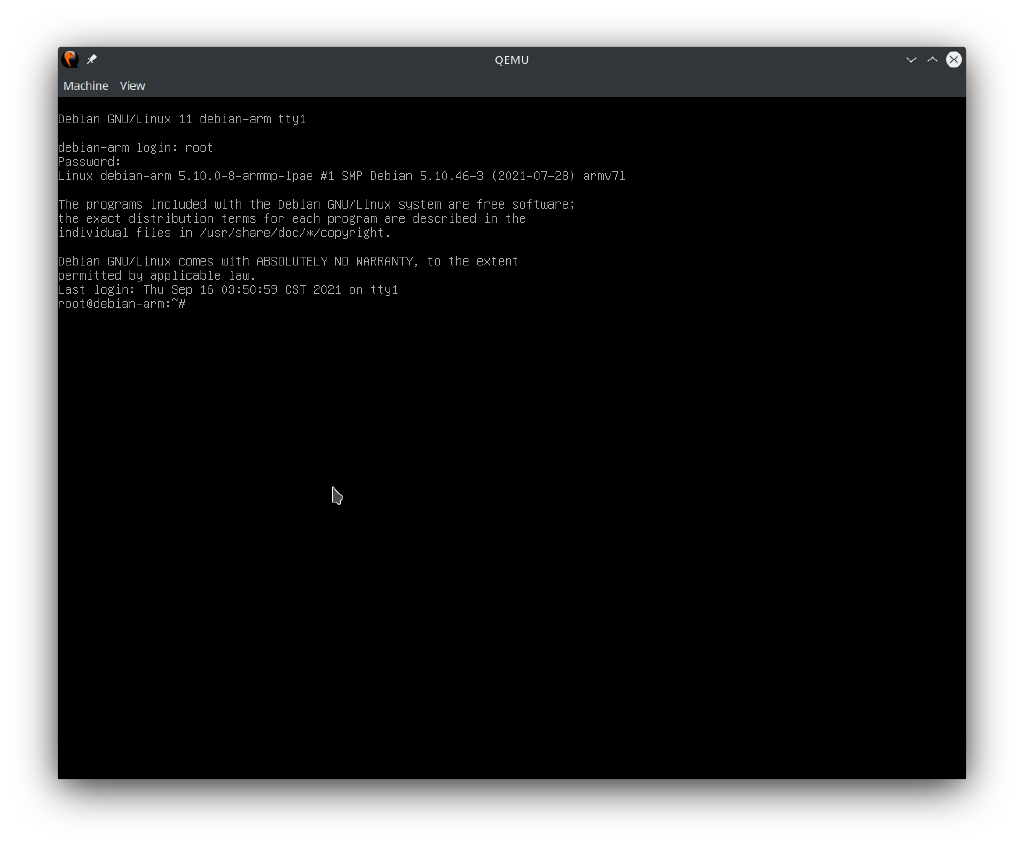 QEMU
Machine View
Debian GNU/Linux 11 debian-arm tty1
debian-arm login: root
Password:
Linux debian-arm 5.10.0-8-armmp-lpae #1 SMP Debian 5.10.46-3 (2021-07-28) armv7l
The programs included with the Debian GNU/Linux system are free software;
the exact distribution terms for each program are described in the
individual files in /usr/share/doc/*/copyright.
Debian GNU/Linux comes with ABSOLUTELY NO WARRANTY, to the extent
permitted by applicable law.
Last login: Thu Sep 16 03:50:59 CST 2021 on tty1
root@debian-arm:~#